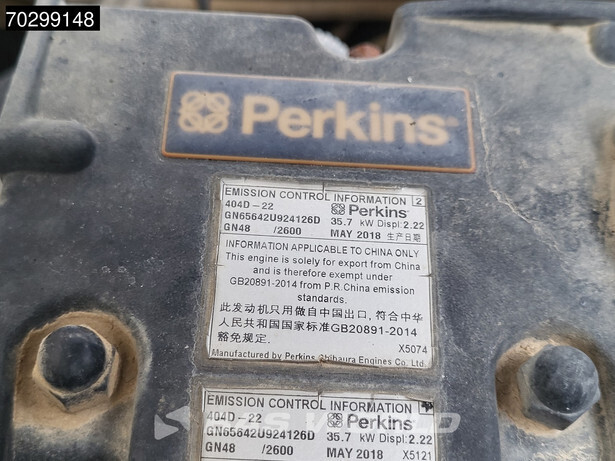 70299148
Perkins
EMISSION CONTROL INFORMATION 2
404D-22 Perkins
GN65642U924126D 35.7 kW Displ:2.22
GN48 /2600 MAY 2018 生产日期
INFORMATION APPLICABLE TO CHINA ONLY
This engine is solely for export from China
and is therefore exempt under
GB20891-2014 from P.R.China emission
standards.
此发动机只用做自中国出口,符合中华
人民共和国国家标准GB20891-2014
豁免规定.
X5074
Manufactured by Perkins Shibaura Engines Co. Ltd.
EMISSION CONTROL INFORMATION
404D-22 Perkins
GN65642U924126D 35.7 kW Displ:2.22
GN48 /2600 MAY 2018 X5121